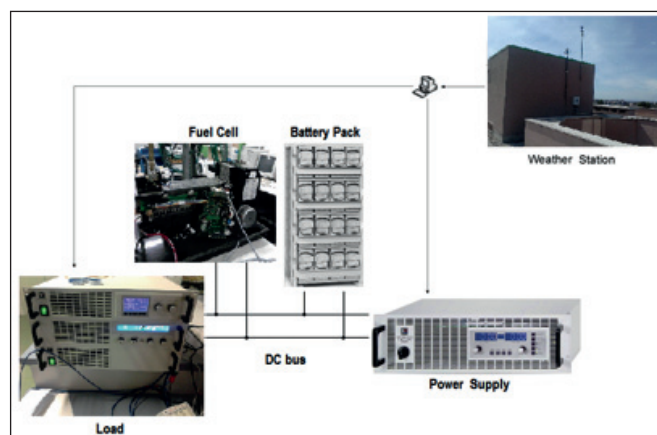 Fuel Cell
Battery Pack
Weather Station
DC bus
Power Supply
Load